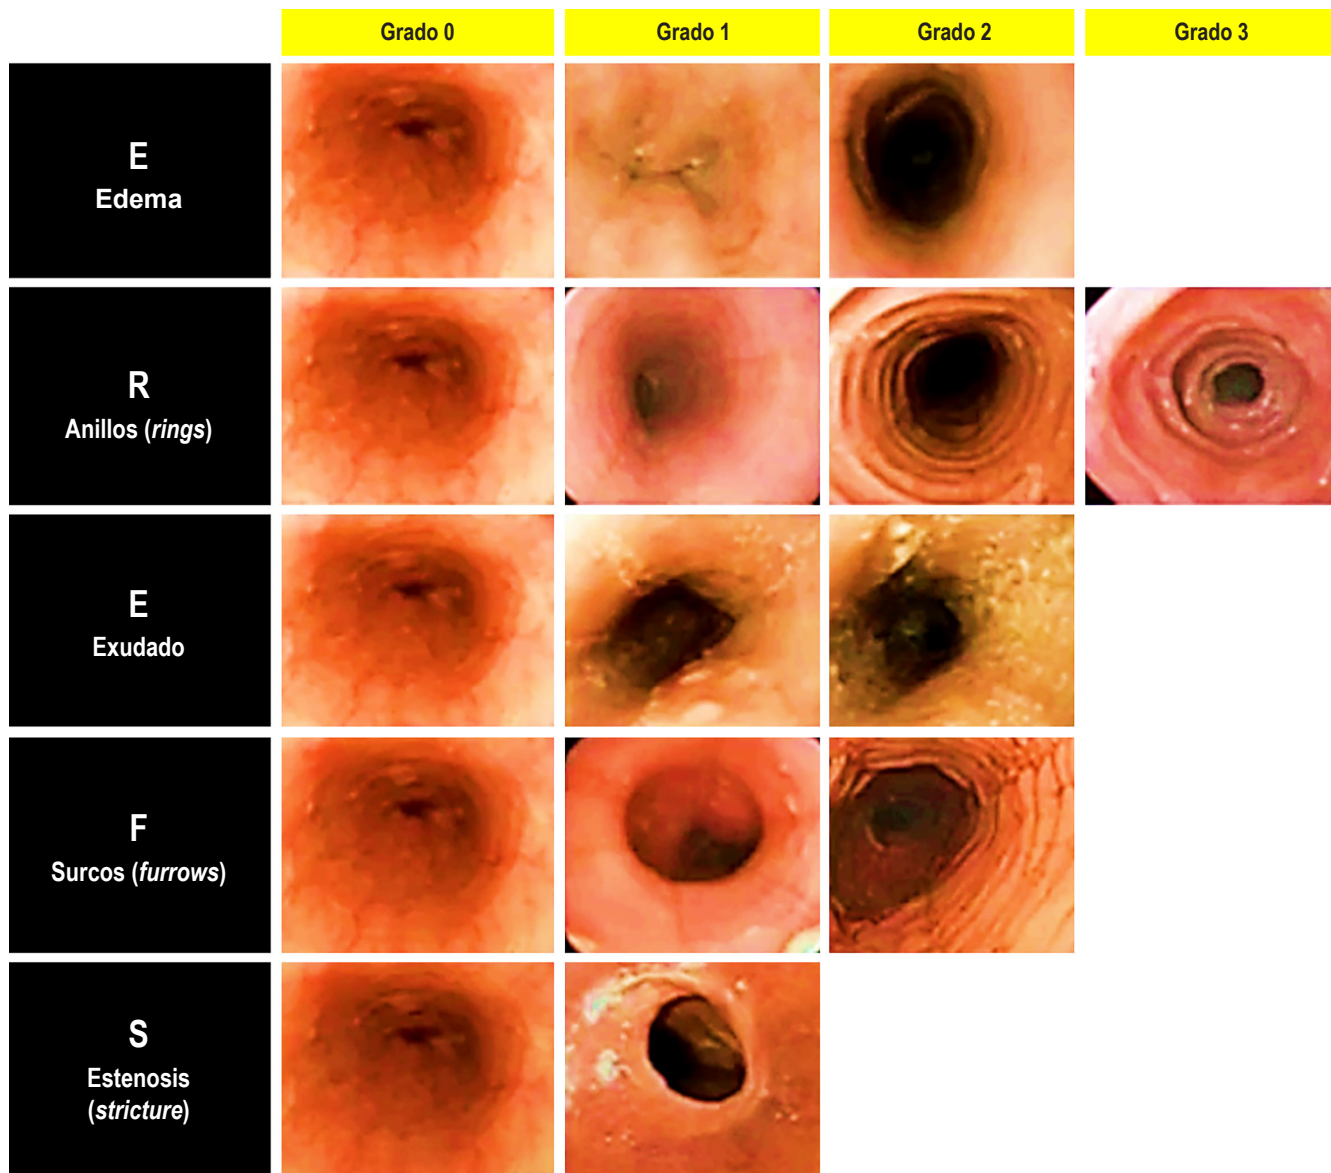 Grado 0
Grado 1
Grado 2
Grado 3
E
Edema
R
Anillos (rings)
E
Exudado
F
Surcos (furrows)
S
Estenosis
(stricture)